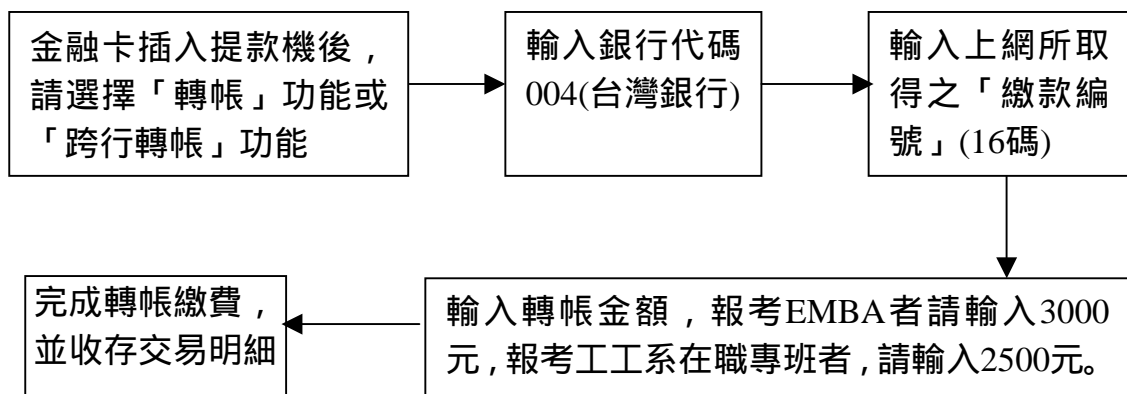 金融卡插入提款機後，
請選擇「轉帳」功能或
「跨行轉帳」功能
輸入銀行代碼
004(台灣銀行)
輸入上網所取
得之「繳款編
號」(16碼)
輸入轉帳金額，報考EMBA者請輸入3000
元，報考工工系在職專班者，請輸入2500元。
完成轉帳繳費，
並收存交易明細